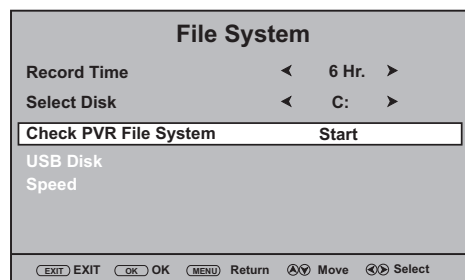 File System
Record Time 6 Hr.
Select Disk C:
Check PVR File System Start
USB Disk
Speed
EXIT EXIT OK OK MENU Return Move Select